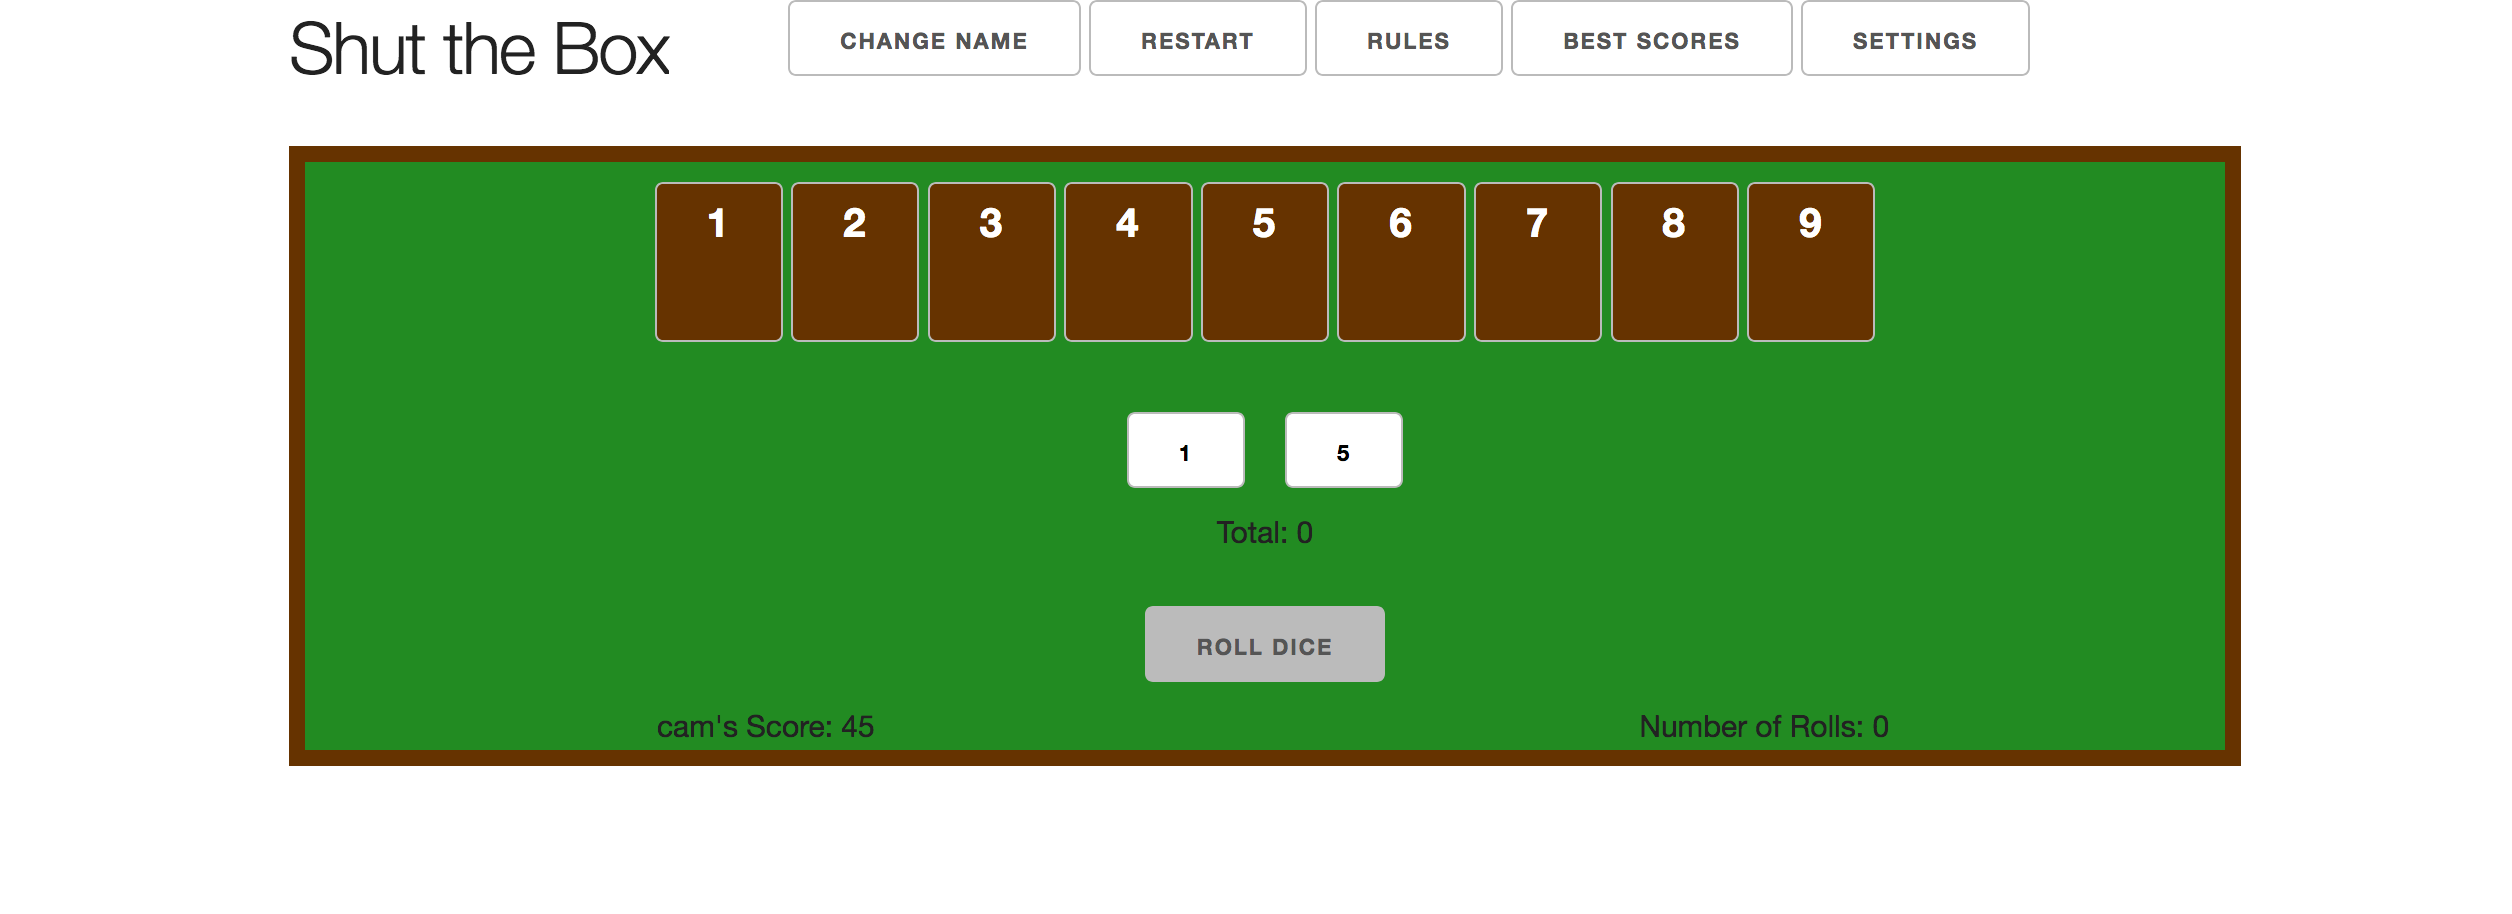 Shut the Box
CHANGE NAME RESTART RULES BEST SCORES SETTINGS
1 2 3 4 5 6 7 8 9
1 5
Total: 0
ROLL DICE
cam's Score: 45 Number of Rolls: 0